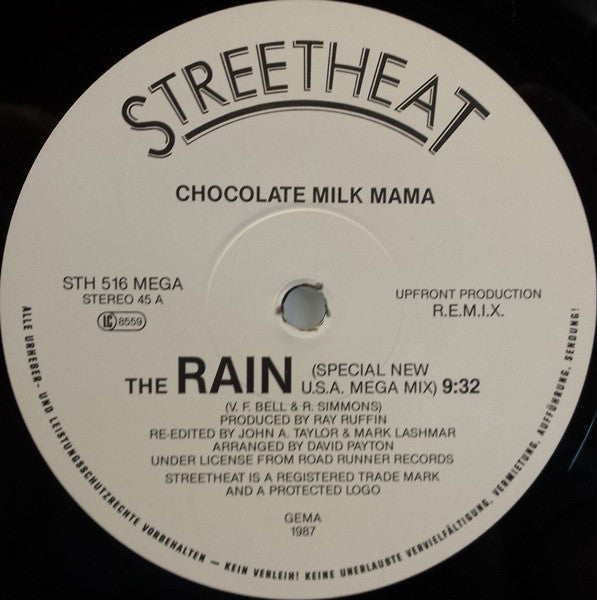 STREETHEAT
CHOCOLATE MILK MAMA
STH 516 MEGA
STEREO 45 A
LC 8559
UPFRONT PRODUCTION
R.E.M.I.X.
THE RAIN (SPECIAL NEW
U.S.A. MEGA MIX) 9:32
(V. F. BELL & R. SIMMONS)
PRODUCED BY RAY RUFFIN
RE-EDITED BY JOHN A. TAYLOR & MARK LASHMAR
ARRANGED BY DAVID PAYTON
UNDER LICENSE FROM ROAD RUNNER RECORDS
STREETHEAT IS A REGISTERED TRADE MARK
AND A PROTECTED LOGO
GEMA
1987
ALLE URHEBER- UND LEISTUNGSSCHUTZRECHTE VORBEHALTEN — KEIN VERLEIH! KEINE UNERLAUBTE VERVIELFÄLTIGUNG, VERMIETUNG, AUFFÜHRUNG, SENDUNG!